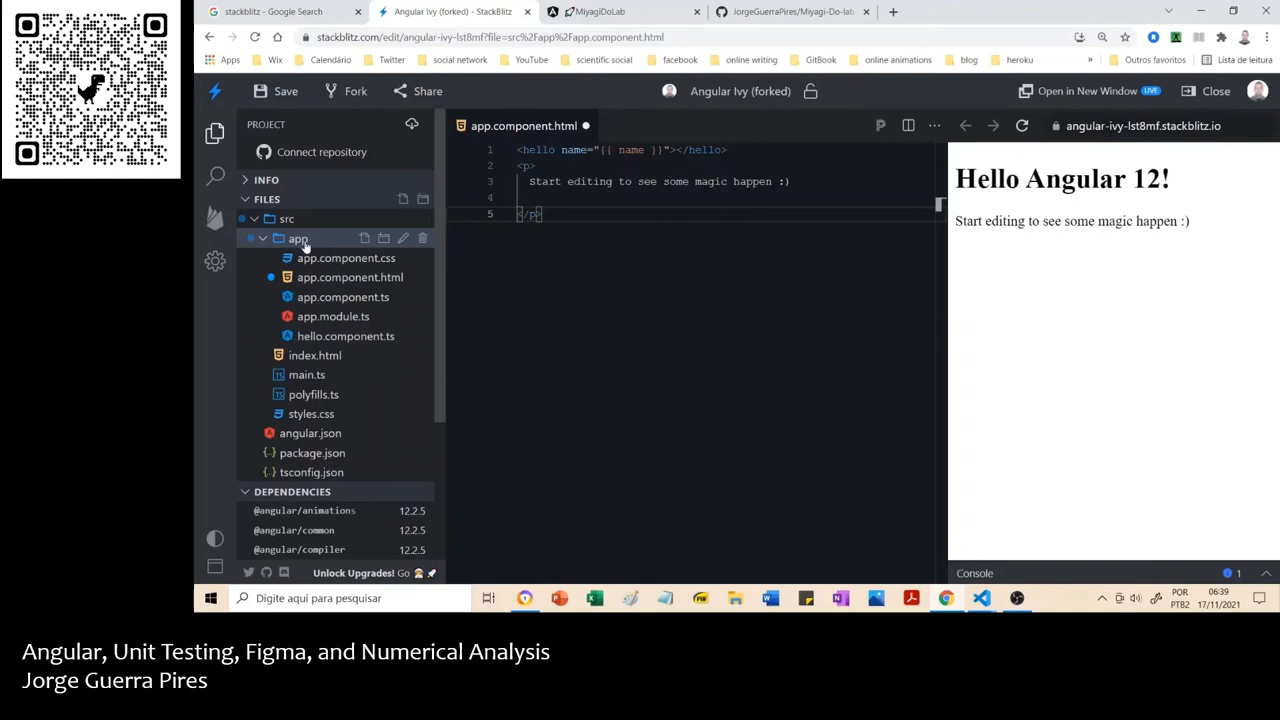 stackblitz - Google Search
Angular Ivy (forked) - StackBlitz
MiyagiDoLab
JorgeGuerraPires/Miyagi-Do-lab:
stackblitz.com/edit/angular-ivy-lst8mf?file=src%2Fapp%2Fapp.component.html
Apps
Wix
Calendário
Twitter
social network
YouTube
scientific social
facebook
online writing
GitBook
online animations
blog
heroku
»
Outros favoritos
Lista de leitura
Save
Fork
Share
Angular Ivy (forked)
Open in New Window LIVE
Close
PROJECT
Connect repository
INFO
FILES
src
app
app.component.css
app.component.html
app.component.ts
app.module.ts
hello.component.ts
index.html
main.ts
polyfills.ts
styles.css
angular.json
package.json
tsconfig.json
DEPENDENCIES
@angular/animations 12.2.5
@angular/common 12.2.5
@angular/compiler 12.2.5
Unlock Upgrades! Go
app.component.html
1 <hello name="{{ name }}"></hello>
2 <p>
3 Start editing to see some magic happen :)
4
5 </p>
angular-ivy-lst8mf.stackblitz.io
Hello Angular 12!
Start editing to see some magic happen :)
Console
1
Digite aqui para pesquisar
POR
PTB2
06:39
17/11/2021
Angular, Unit Testing, Figma, and Numerical Analysis
Jorge Guerra Pires